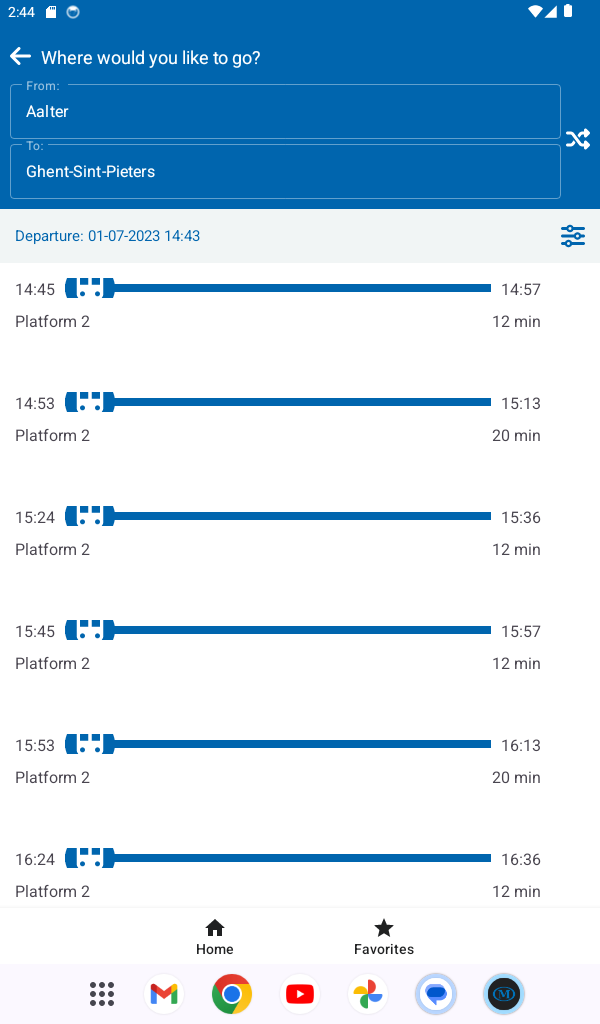 2:44
Where would you like to go?
From:
Aalter
To:
Ghent-Sint-Pieters
Departure: 01-07-2023 14:43
14:45 14:57
Platform 2 12 min
14:53 15:13
Platform 2 20 min
15:24 15:36
Platform 2 12 min
15:45 15:57
Platform 2 12 min
15:53 16:13
Platform 2 20 min
16:24 16:36
Platform 2 12 min
Home Favorites
M